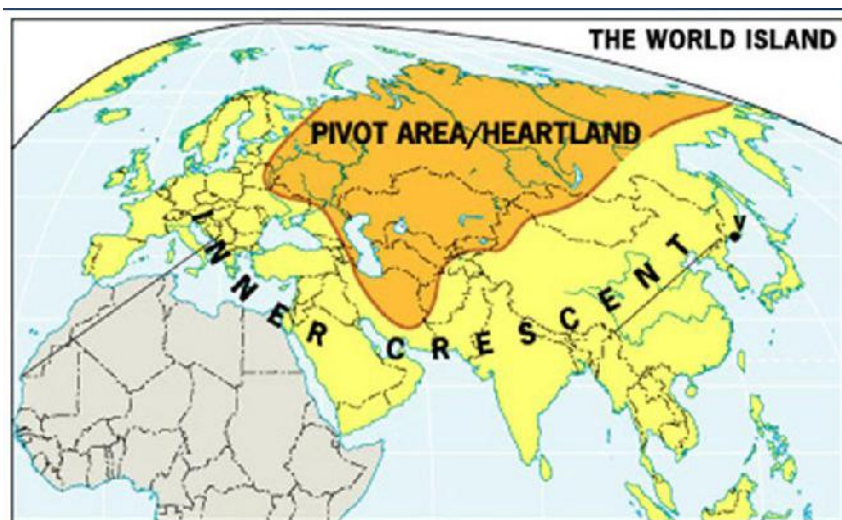 THE WORLD ISLAND
PIVOT AREA/HEARTLAND
INNER CRESCENT
V